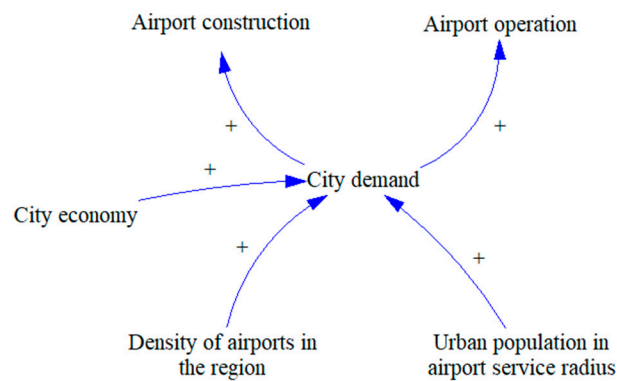 Airport construction
Airport operation
+
+
+
City demand
City economy
+
+
Density of airports in
the region
Urban population in
airport service radius